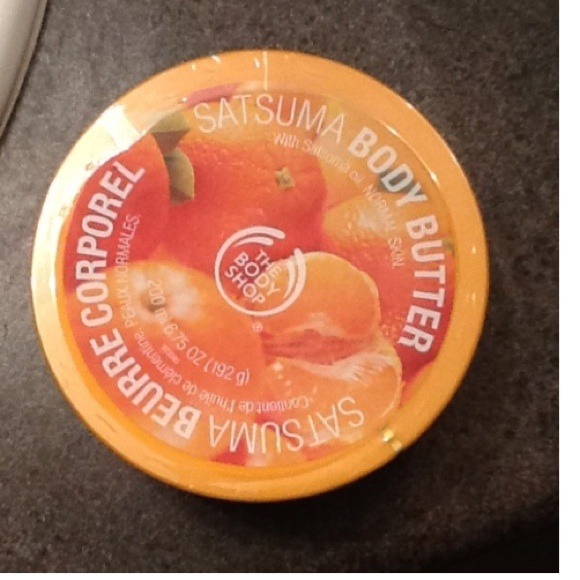 SATSUMA BODY BUTTER
With Satsuma oil. NORMAL SKIN.
THE
BODY
SHOP
®
SATSUMA BEURRE CORPOREL
Contient de l'huile de clémentine. PEAUX NORMALES.
6.75 OZ (192 g)